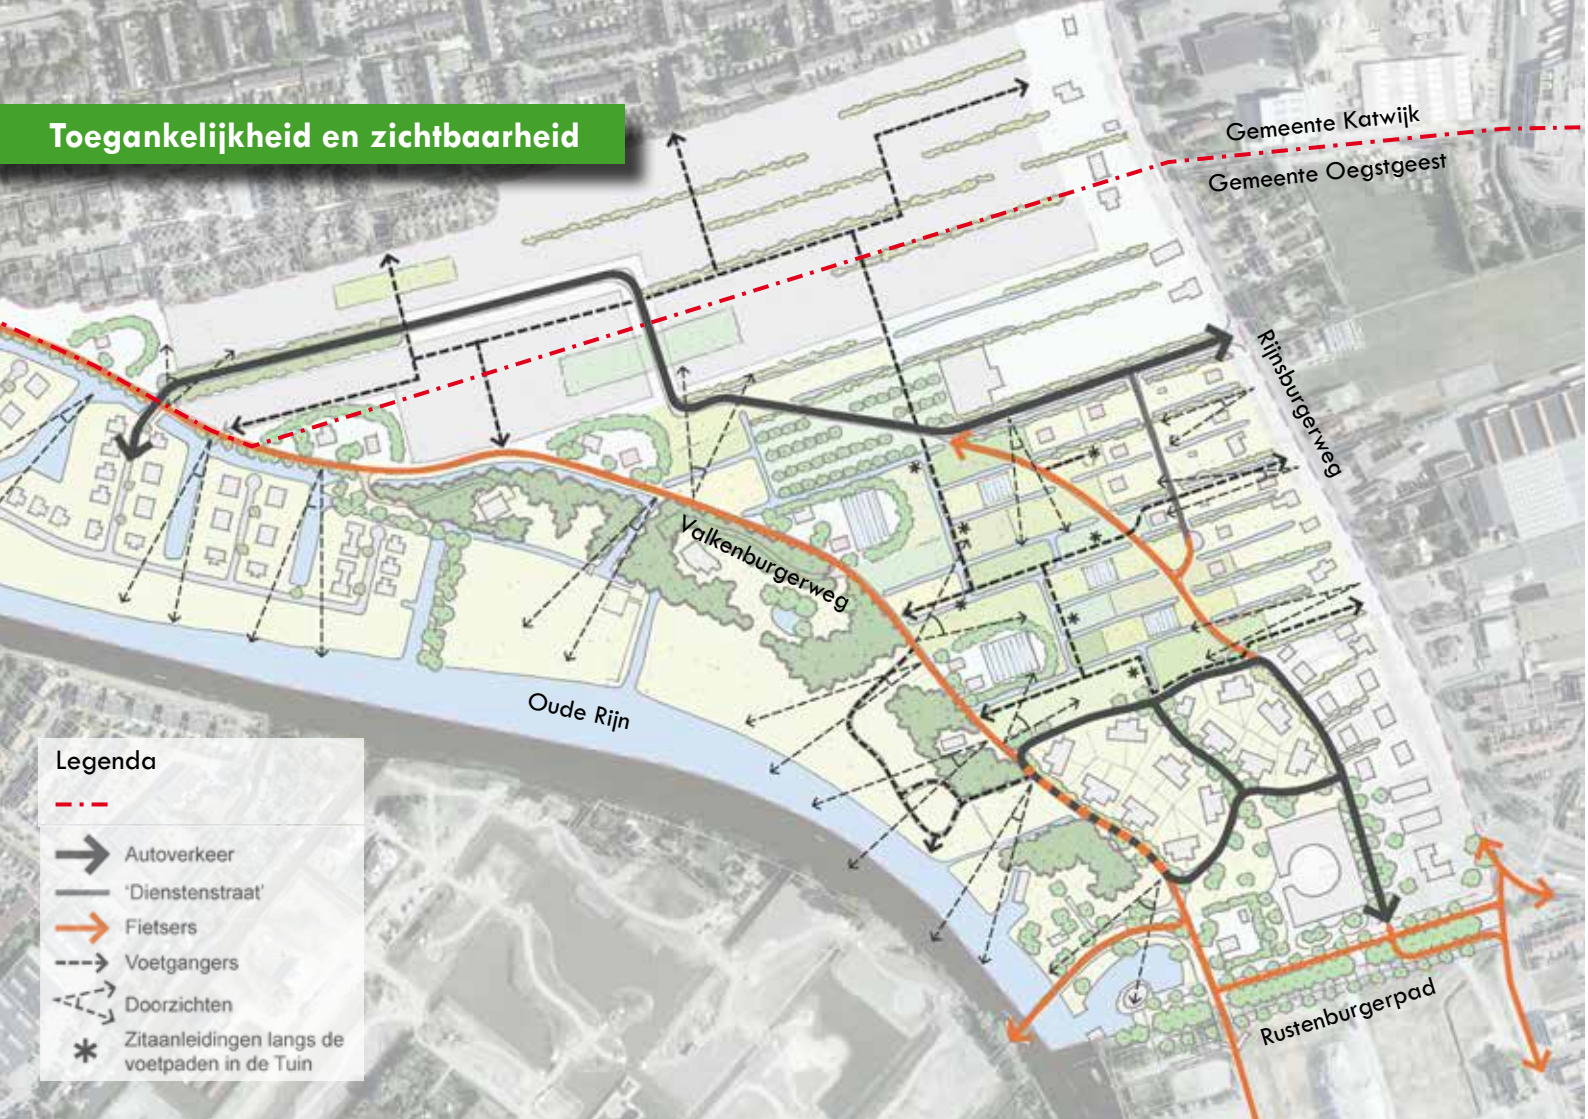 Toegankelijkheid en zichtbaarheid
Gemeente Katwijk
Gemeente Oegstgeest
Rijnsburgerweg
Valkenburgerweg
Oude Rijn
Rustenburgerpad
Legenda
Autoverkeer
'Dienstenstraat'
Fietsers
Voetgangers
Doorzichten
Zitaanleidingen langs de
voetpaden in de Tuin